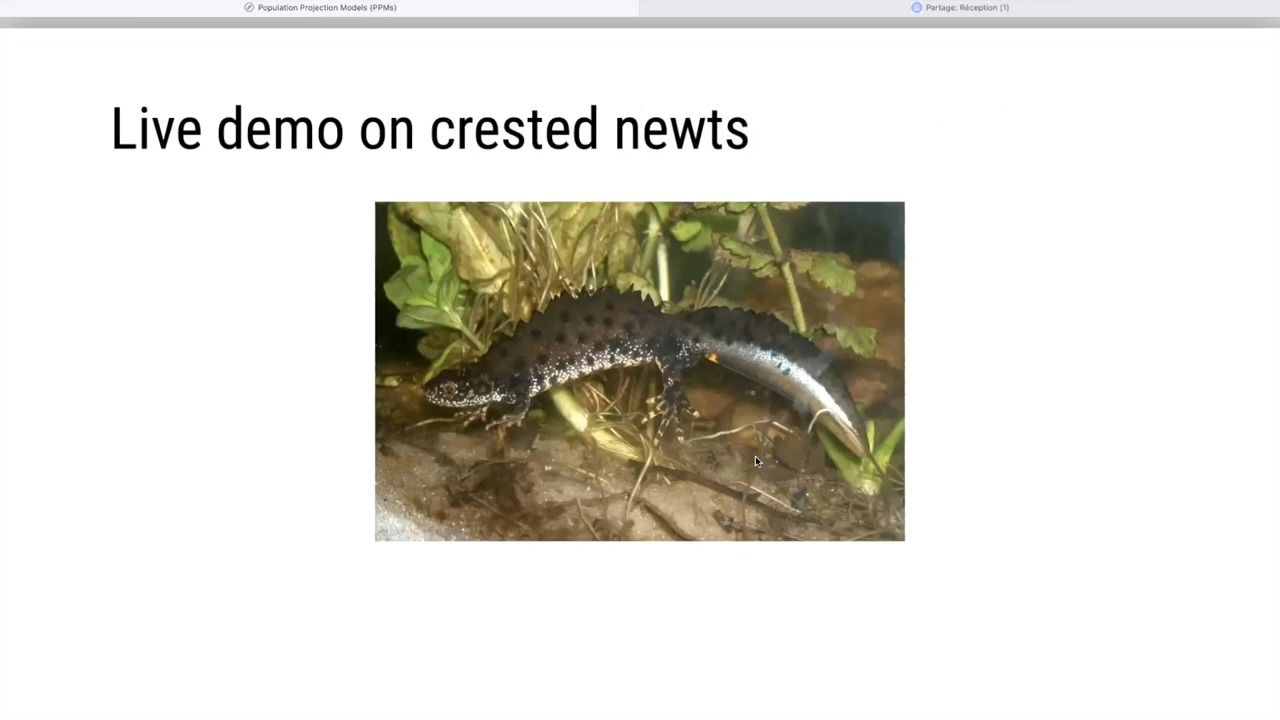 Population Projection Models (PPMs)
Partage: Réception (1)
Live demo on crested newts